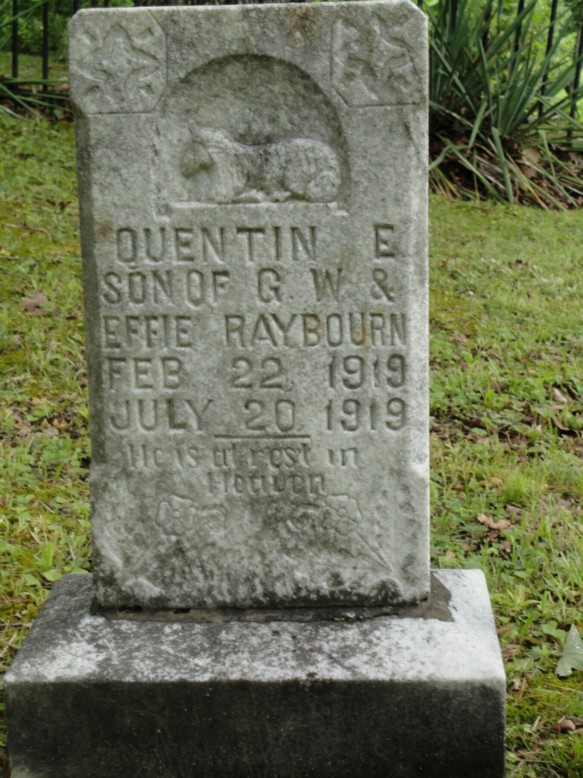 QUENTIN E
SON OF G. W &
EFFIE RAYBOURN
FEB 22 1919
JULY 20 1919
He is at rest in
Heaven